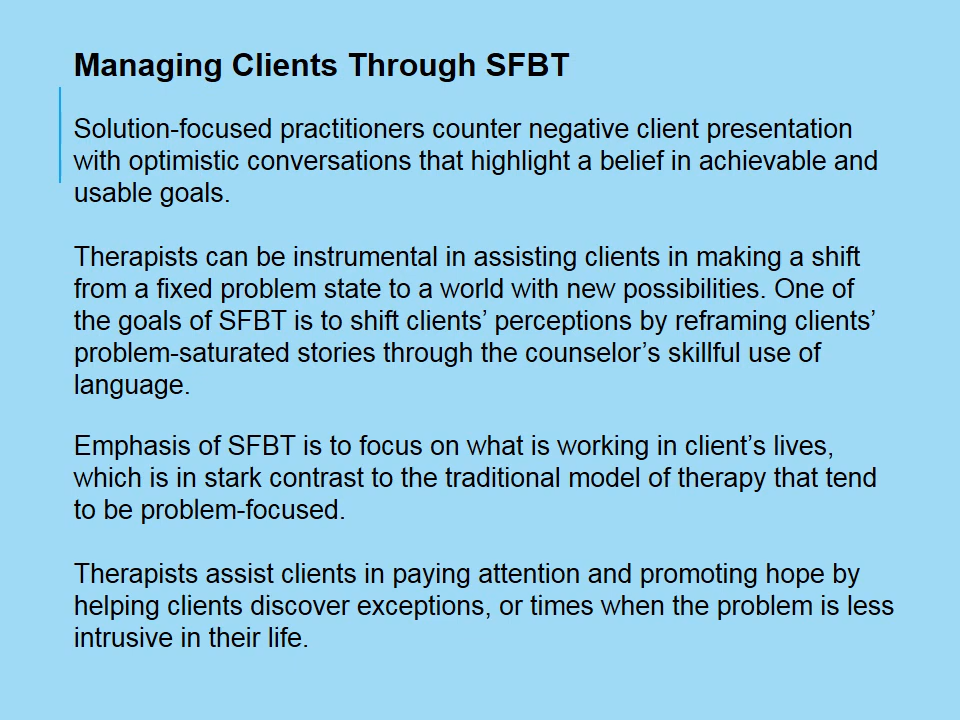 Managing Clients Through SFBT
Solution-focused practitioners counter negative client presentation
with optimistic conversations that highlight a belief in achievable and
usable goals.
Therapists can be instrumental in assisting clients in making a shift
from a fixed problem state to a world with new possibilities. One of
the goals of SFBT is to shift clients’ perceptions by reframing clients’
problem-saturated stories through the counselor’s skillful use of
language.
Emphasis of SFBT is to focus on what is working in client’s lives,
which is in stark contrast to the traditional model of therapy that tend
to be problem-focused.
Therapists assist clients in paying attention and promoting hope by
helping clients discover exceptions, or times when the problem is less
intrusive in their life.